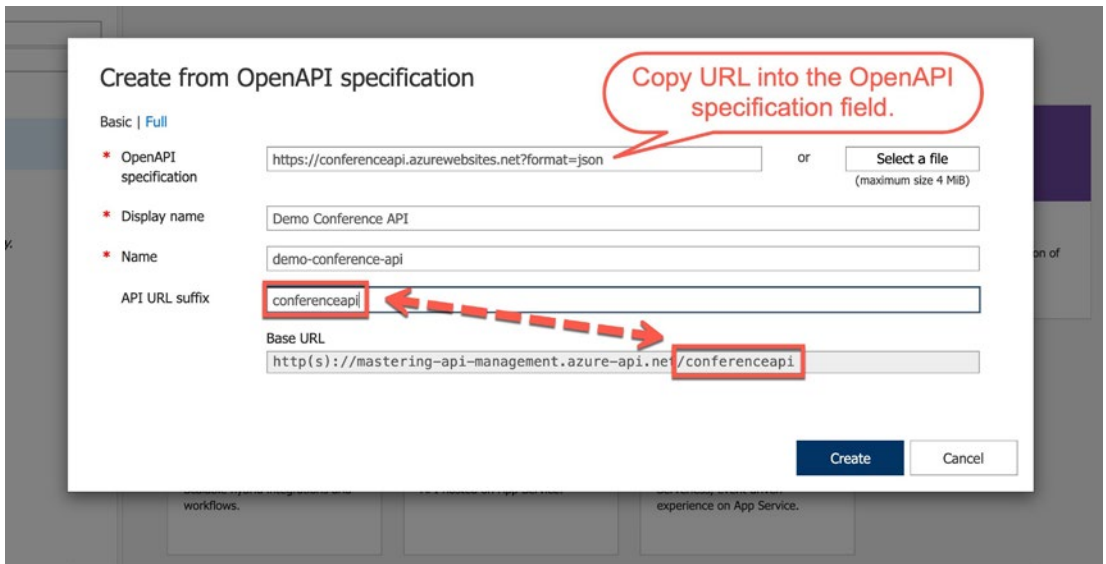 Create from OpenAPI specification
Copy URL into the OpenAPI
specification field.
Basic | Full
* OpenAPI
specification
https://conferenceapi.azurewebsites.net?format=json
or
Select a file
(maximum size 4 MiB)
* Display name
Demo Conference API
* Name
demo-conference-api
API URL suffix
conferenceapi
Base URL
http(s)://mastering-api-management.azure-api.net/conferenceapi
Create
Cancel
y.
on of
workflows.
experience on App Service.